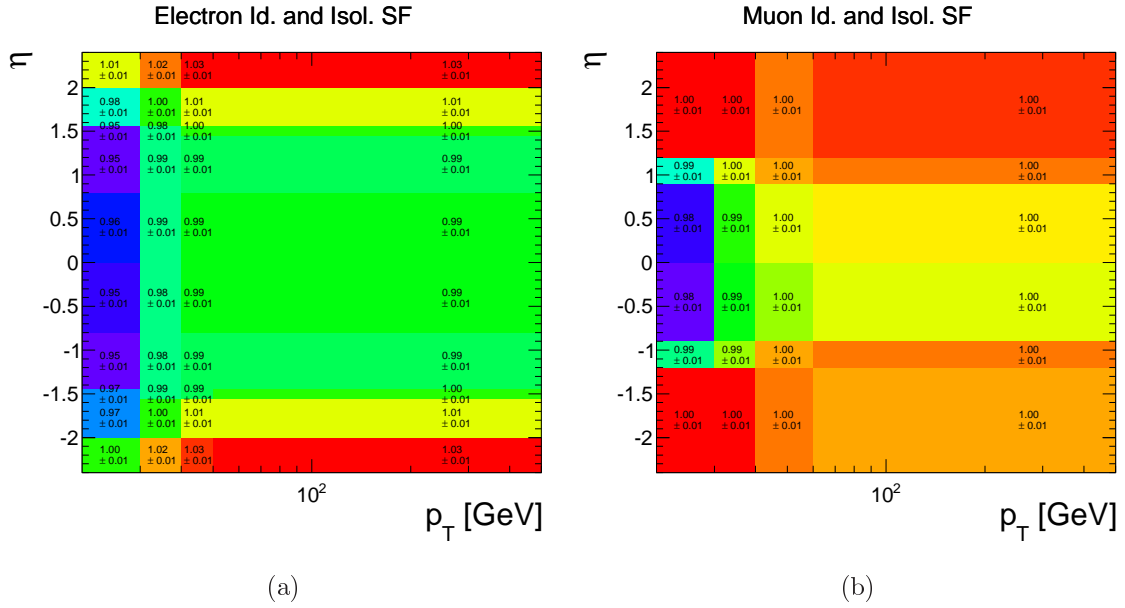 Electron Id. and Isol. SF
Muon Id. and Isol. SF
η
2
1.5
1
0.5
0
-0.5
-1
-1.5
-2
1.01 ± 0.01
1.02 ± 0.01
1.03 ± 0.01
1.03 ± 0.01
0.98 ± 0.01
1.00 ± 0.01
1.01 ± 0.01
1.01 ± 0.01
0.95 ± 0.01
0.98 ± 0.01
1.00 ± 0.01
1.00 ± 0.01
0.95 ± 0.01
0.99 ± 0.01
0.99 ± 0.01
0.99 ± 0.01
0.96 ± 0.01
0.99 ± 0.01
0.99 ± 0.01
0.99 ± 0.01
0.95 ± 0.01
0.98 ± 0.01
0.99 ± 0.01
0.99 ± 0.01
0.95 ± 0.01
0.98 ± 0.01
0.99 ± 0.01
0.99 ± 0.01
0.97 ± 0.01
0.99 ± 0.01
0.99 ± 0.01
1.00 ± 0.01
0.97 ± 0.01
1.00 ± 0.01
1.01 ± 0.01
1.01 ± 0.01
1.00 ± 0.01
1.02 ± 0.01
1.03 ± 0.01
1.03 ± 0.01
10²
p_T [GeV]
(a)
η
2
1.5
1
0.5
0
-0.5
-1
-1.5
-2
1.00 ± 0.01
1.00 ± 0.01
1.00 ± 0.01
1.00 ± 0.01
0.99 ± 0.01
1.00 ± 0.01
1.00 ± 0.01
1.00 ± 0.01
0.98 ± 0.01
0.99 ± 0.01
1.00 ± 0.01
1.00 ± 0.01
0.98 ± 0.01
0.99 ± 0.01
1.00 ± 0.01
1.00 ± 0.01
0.99 ± 0.01
0.99 ± 0.01
1.00 ± 0.01
1.00 ± 0.01
1.00 ± 0.01
1.00 ± 0.01
1.00 ± 0.01
1.00 ± 0.01
10²
p_T [GeV]
(b)